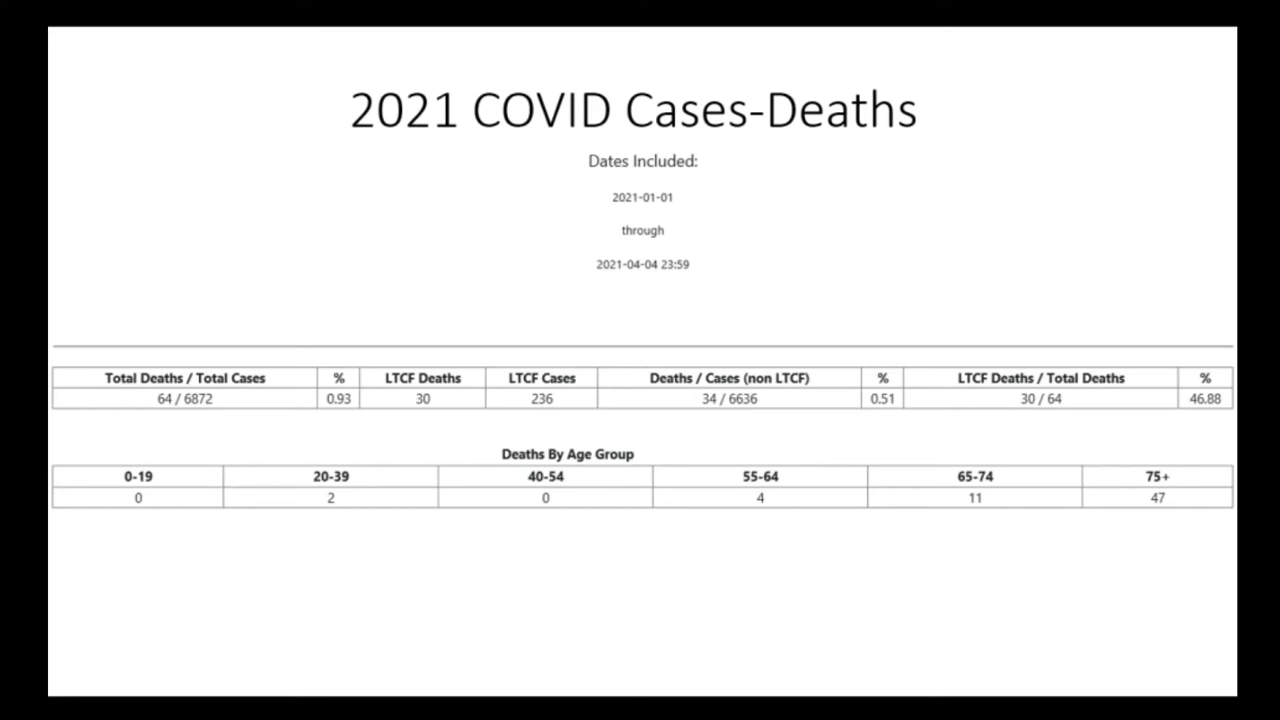 2021 COVID Cases-Deaths
Dates Included:
2021-01-01
through
2021-04-04 23:59
Total Deaths / Total Cases % LTCF Deaths LTCF Cases Deaths / Cases (non LTCF) % LTCF Deaths / Total Deaths %
64 / 6872 0.93 30 236 34 / 6636 0.51 30 / 64 46.88
Deaths By Age Group
0-19 20-39 40-54 55-64 65-74 75+
0 2 0 4 11 47